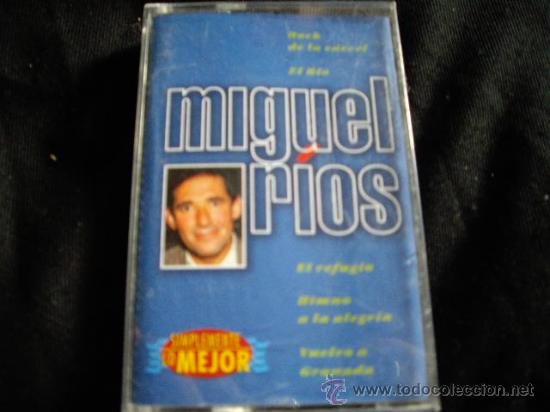 Rock
de la cárcel
El Río
miguel
ríos
El refugio
Himno
a la alegría
Vuelvo a
Granada
SIMPLEMENTE
LO MEJOR
© www.todocoleccion.net